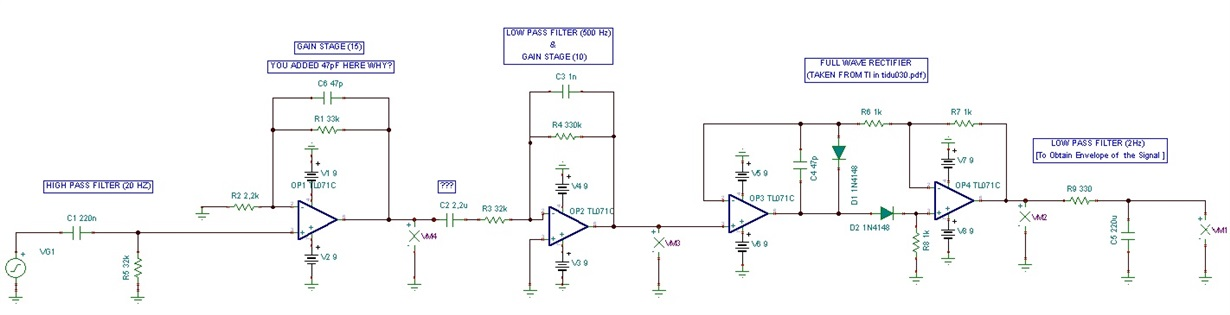 GAIN STAGE (15)
YOU ADDED 47pF HERE WHY?
C6 47p
R1 33k
V1 9
OP1 TL071C
R2 2,2k
HIGH PASS FILTER (20 HZ)
C1 220n
VG1
R5 32k
V2 9
VM4
???
C2 2,2u
R3 32k
LOW PASS FILTER (500 Hz)
&
GAIN STAGE (10)
C3 1n
R4 330k
V4 9
OP2 TL071C
V3 9
VM3
FULL WAVE RECTIFIER
(TAKEN FROM TI in tidu030.pdf)
R6 1k
R7 1k
C4 47p
D1 1N4148
V5 9
OP3 TL071C
V6 9
D2 1N4148
R8 1k
V7 9
OP4 TL071C
V8 9
VM2
LOW PASS FILTER (2Hz)
[To Obtain Envelope of the Signal ]
R9 330
C5 220u
VM1